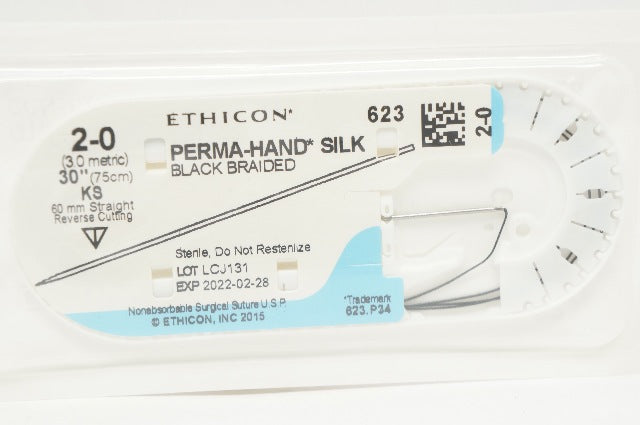 ETHICON*
623
2-0
2-0
(3.0 metric)
30" (75cm)
KS
60 mm Straight
Reverse Cutting
PERMA-HAND* SILK
BLACK BRAIDED
Sterile, Do Not Resterilize
LOT LCJ131
EXP 2022-02-28
Nonabsorbable Surgical Suture U.S.P.
© ETHICON, INC 2015
*Trademark
623.P34